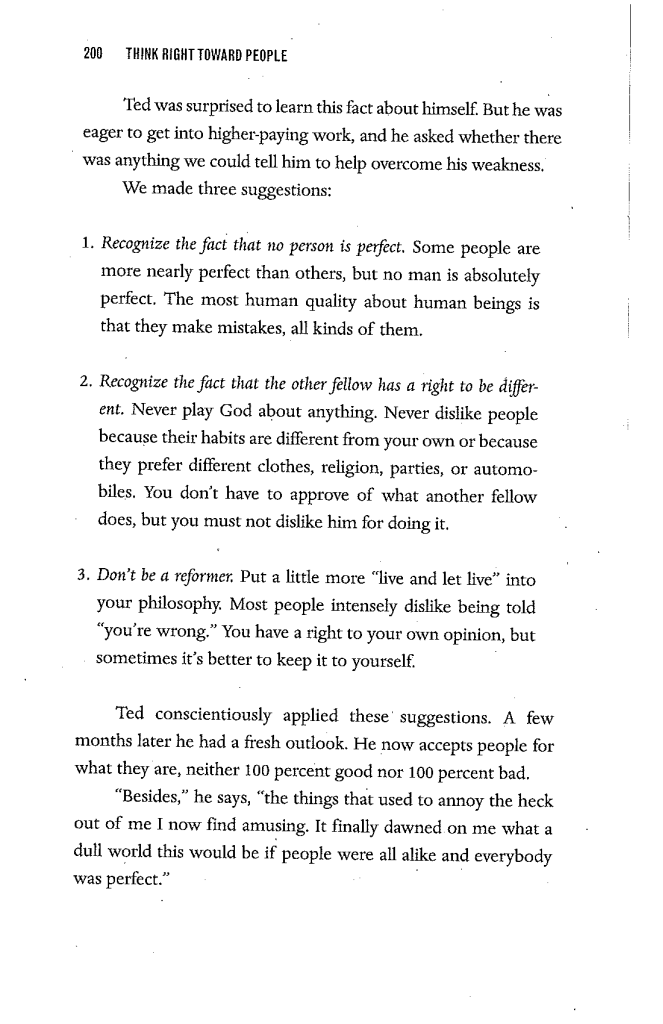 200 THINK RIGHT TOWARD PEOPLE
Ted was surprised to learn this fact about himself. But he was
eager to get into higher-paying work, and he asked whether there
was anything we could tell him to help overcome his weakness.
We made three suggestions:
1. Recognize the fact that no person is perfect. Some people are
more nearly perfect than others, but no man is absolutely
perfect. The most human quality about human beings is
that they make mistakes, all kinds of them.
2. Recognize the fact that the other fellow has a right to be differ-
ent. Never play God about anything. Never dislike people
because their habits are different from your own or because
they prefer different clothes, religion, parties, or automo-
biles. You don't have to approve of what another fellow
does, but you must not dislike him for doing it.
3. Don't be a reformer. Put a little more "live and let live" into
your philosophy. Most people intensely dislike being told
"you're wrong." You have a right to your own opinion, but
sometimes it's better to keep it to yourself.
Ted conscientiously applied these suggestions. A few
months later he had a fresh outlook. He now accepts people for
what they are, neither 100 percent good nor 100 percent bad.
"Besides," he says, "the things that used to annoy the heck
out of me I now find amusing. It finally dawned on me what a
dull world this would be if people were all alike and everybody
was perfect."